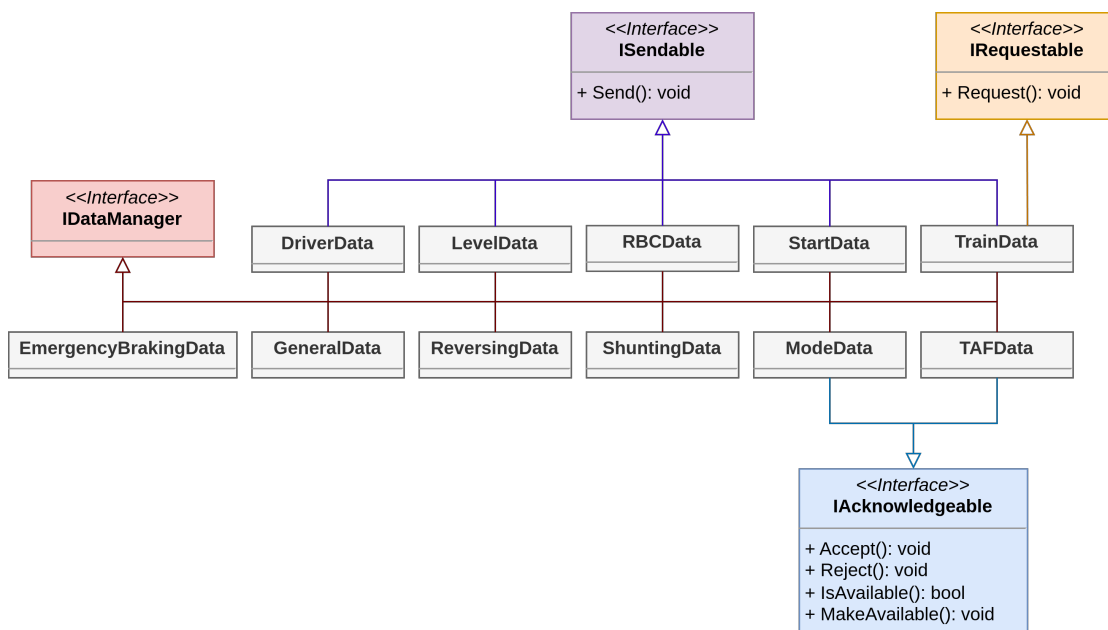 <<Interface>>
ISendable
+ Send(): void
<<Interface>>
IRequestable
+ Request(): void
<<Interface>>
IDataManager
DriverData
LevelData
RBCData
StartData
TrainData
EmergencyBrakingData
GeneralData
ReversingData
ShuntingData
ModeData
TAFData
<<Interface>>
IAcknowledgeable
+ Accept(): void
+ Reject(): void
+ IsAvailable(): bool
+ MakeAvailable(): void